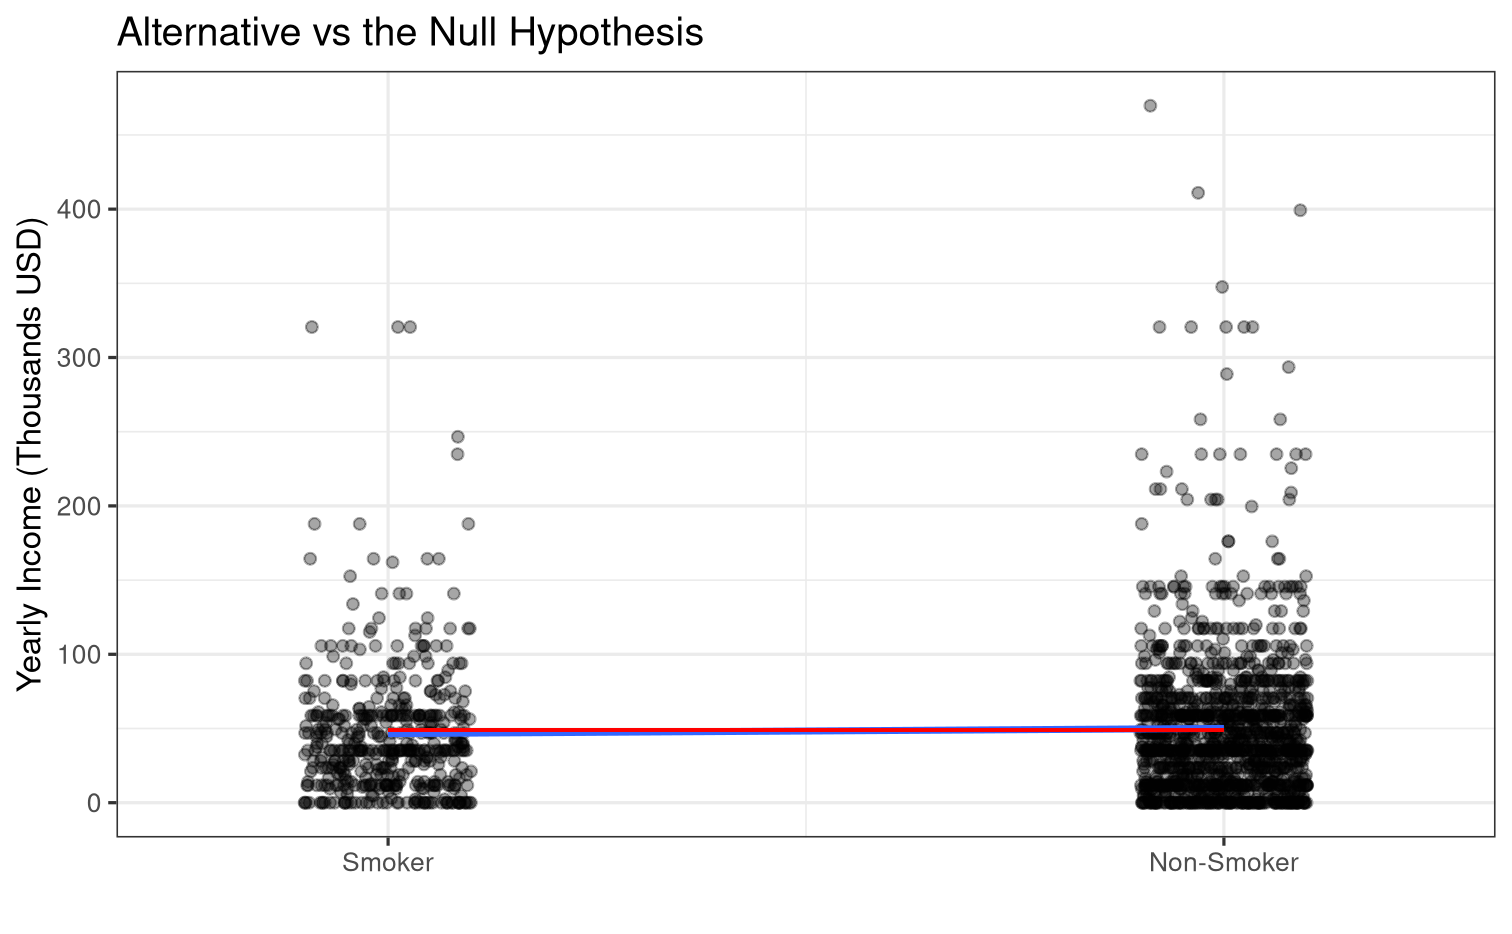 Alternative vs the Null Hypothesis
Yearly Income (Thousands USD)
400
300
200
100
0
Smoker
Non-Smoker